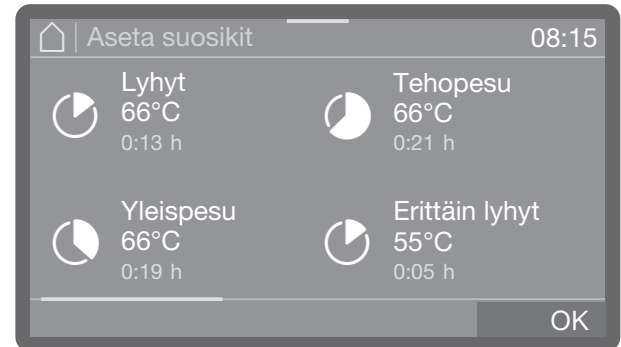 Aseta suosikit
08:15
Lyhyt
66°C
0:13 h
Tehopesu
66°C
0:21 h
Yleispesu
66°C
0:19 h
Erittäin lyhyt
55°C
0:05 h
OK